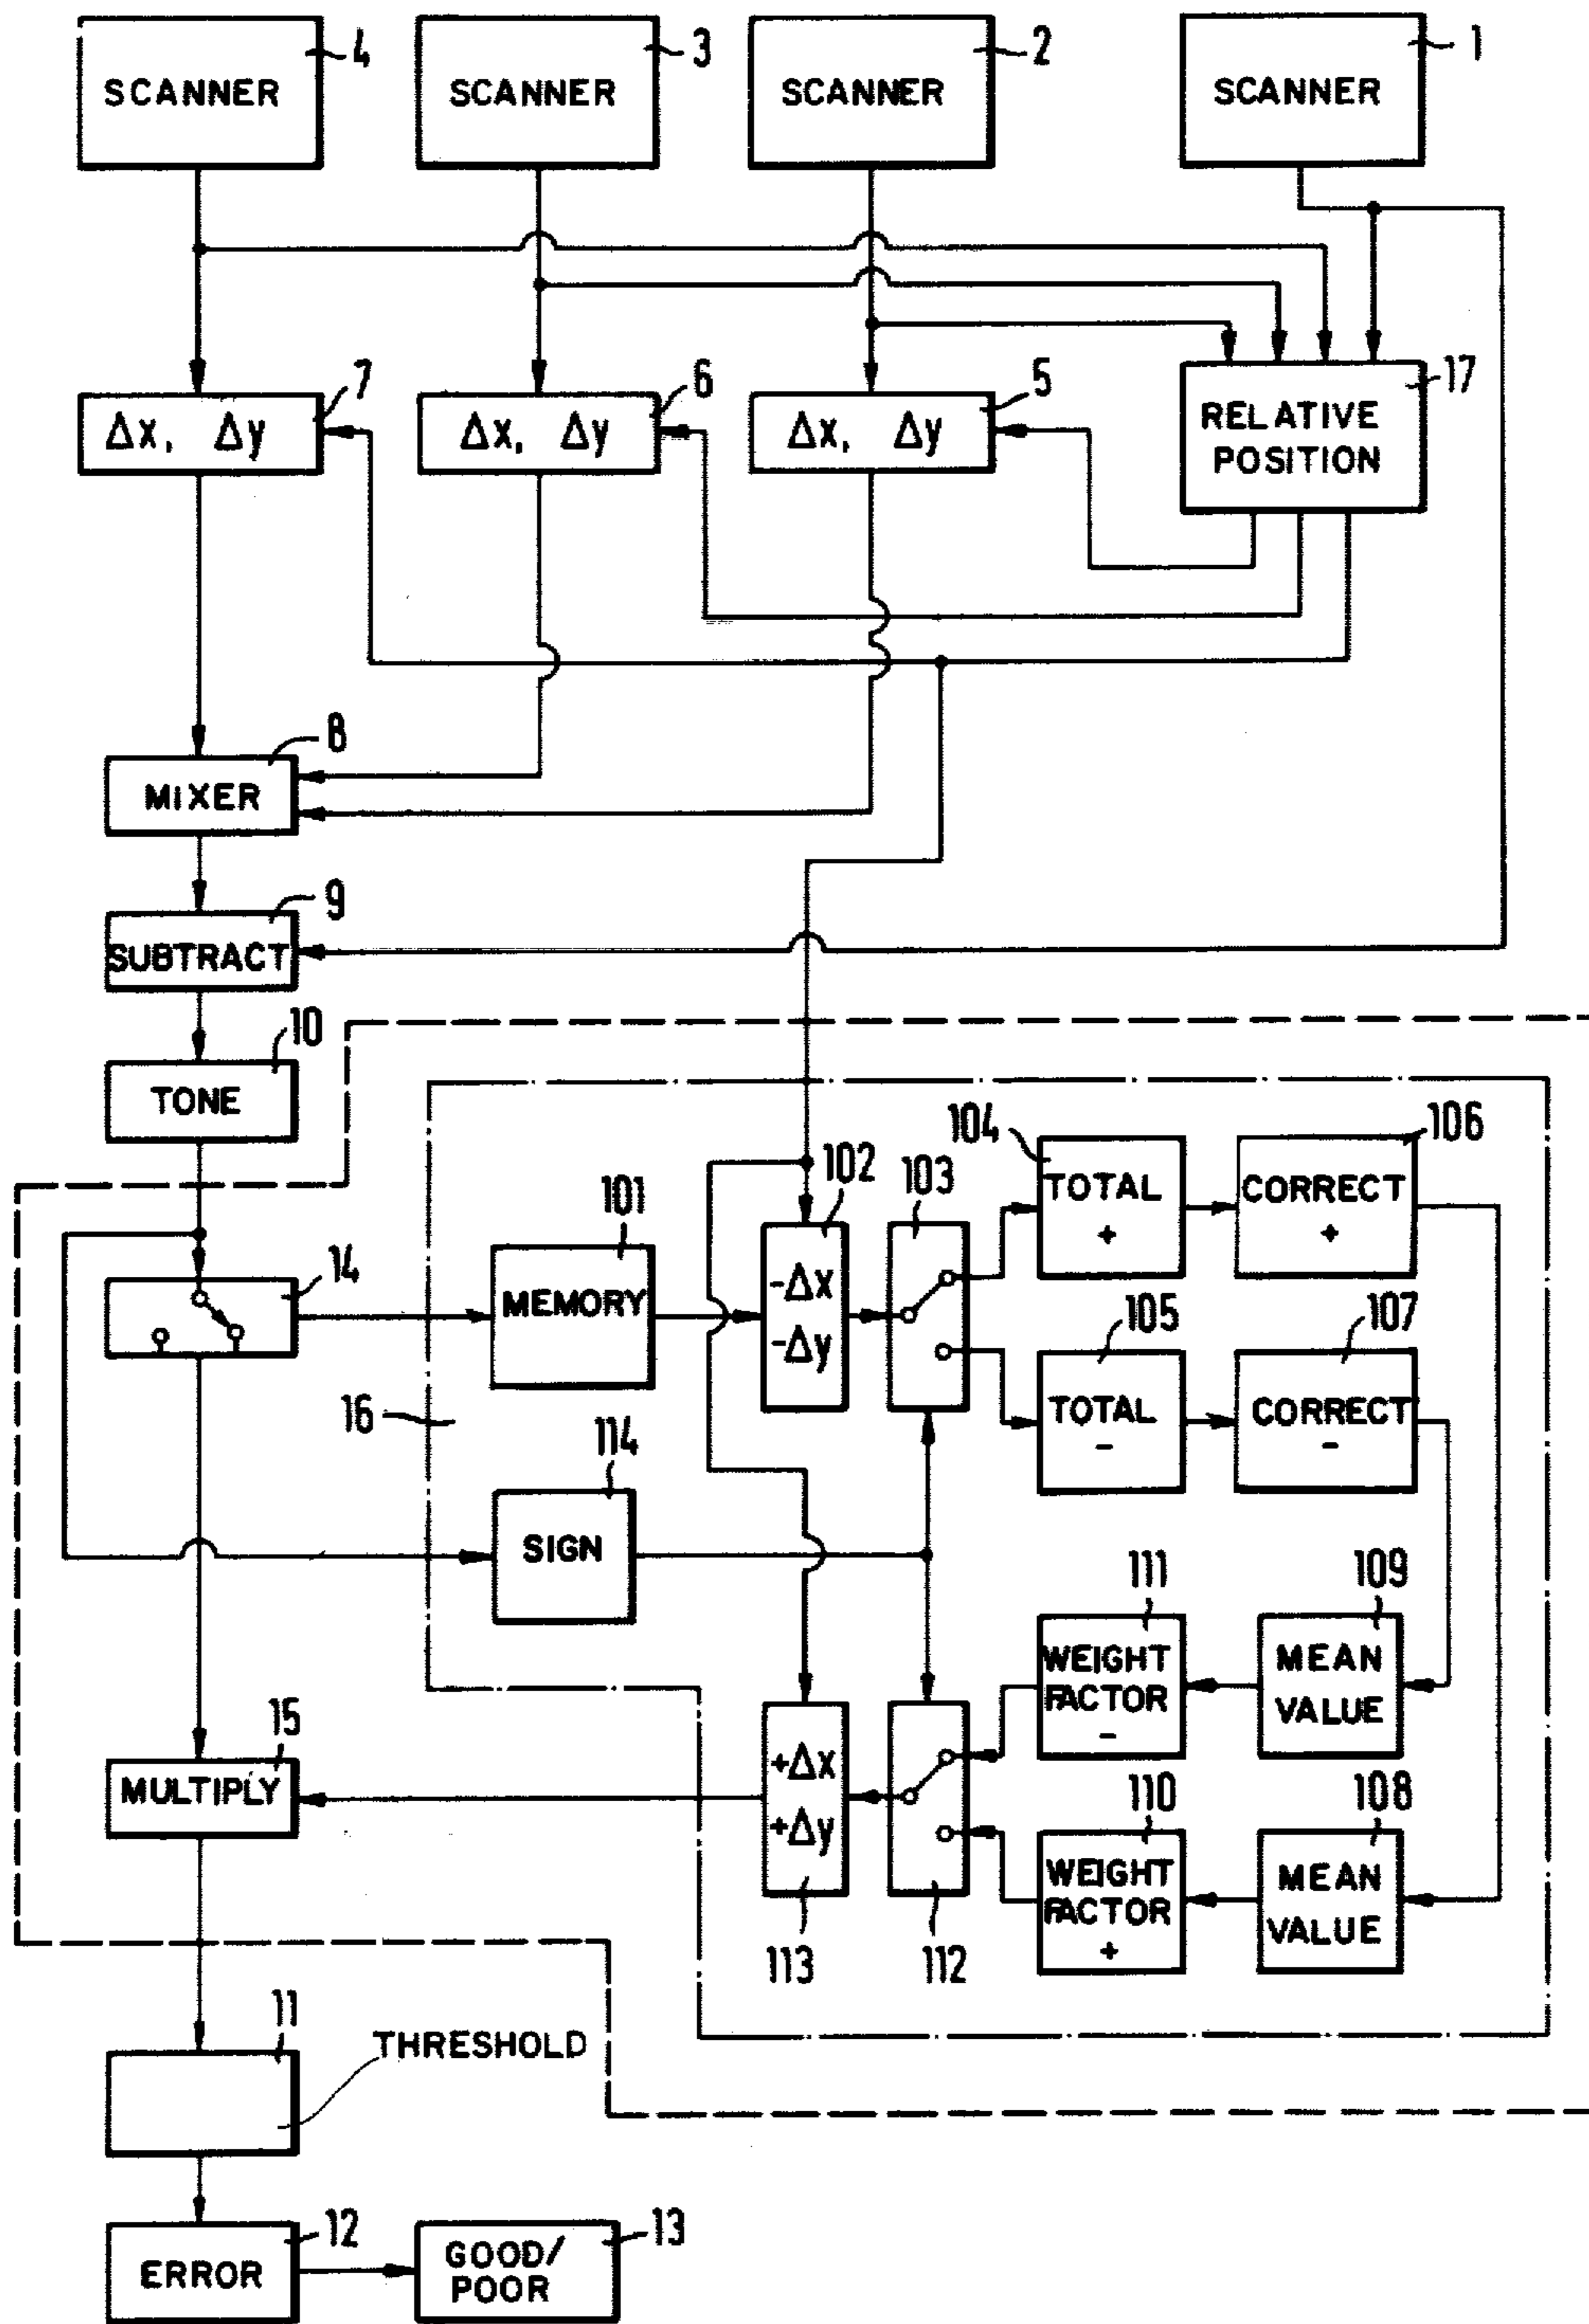 4
3
2
1
SCANNER
SCANNER
SCANNER
SCANNER
7
6
5
17
Δx, Δy
Δx, Δy
Δx, Δy
RELATIVE
POSITION
8
MiXER
9
SUBTRACT
10
TONE
104
106
102
103
TOTAL
+
CORRECT
+
101
14
MEMORY
-Δx
-Δy
105
107
16
TOTAL
-
CORRECT
-
114
SIGN
111
109
WEIGHT
FACTOR
-
MEAN
VALUE
15
MULTIPLY
+Δx
+Δy
110
108
WEIGHT
FACTOR
+
MEAN
VALUE
113
112
11
THRESHOLD
12
13
ERROR
GOOD/
POOR